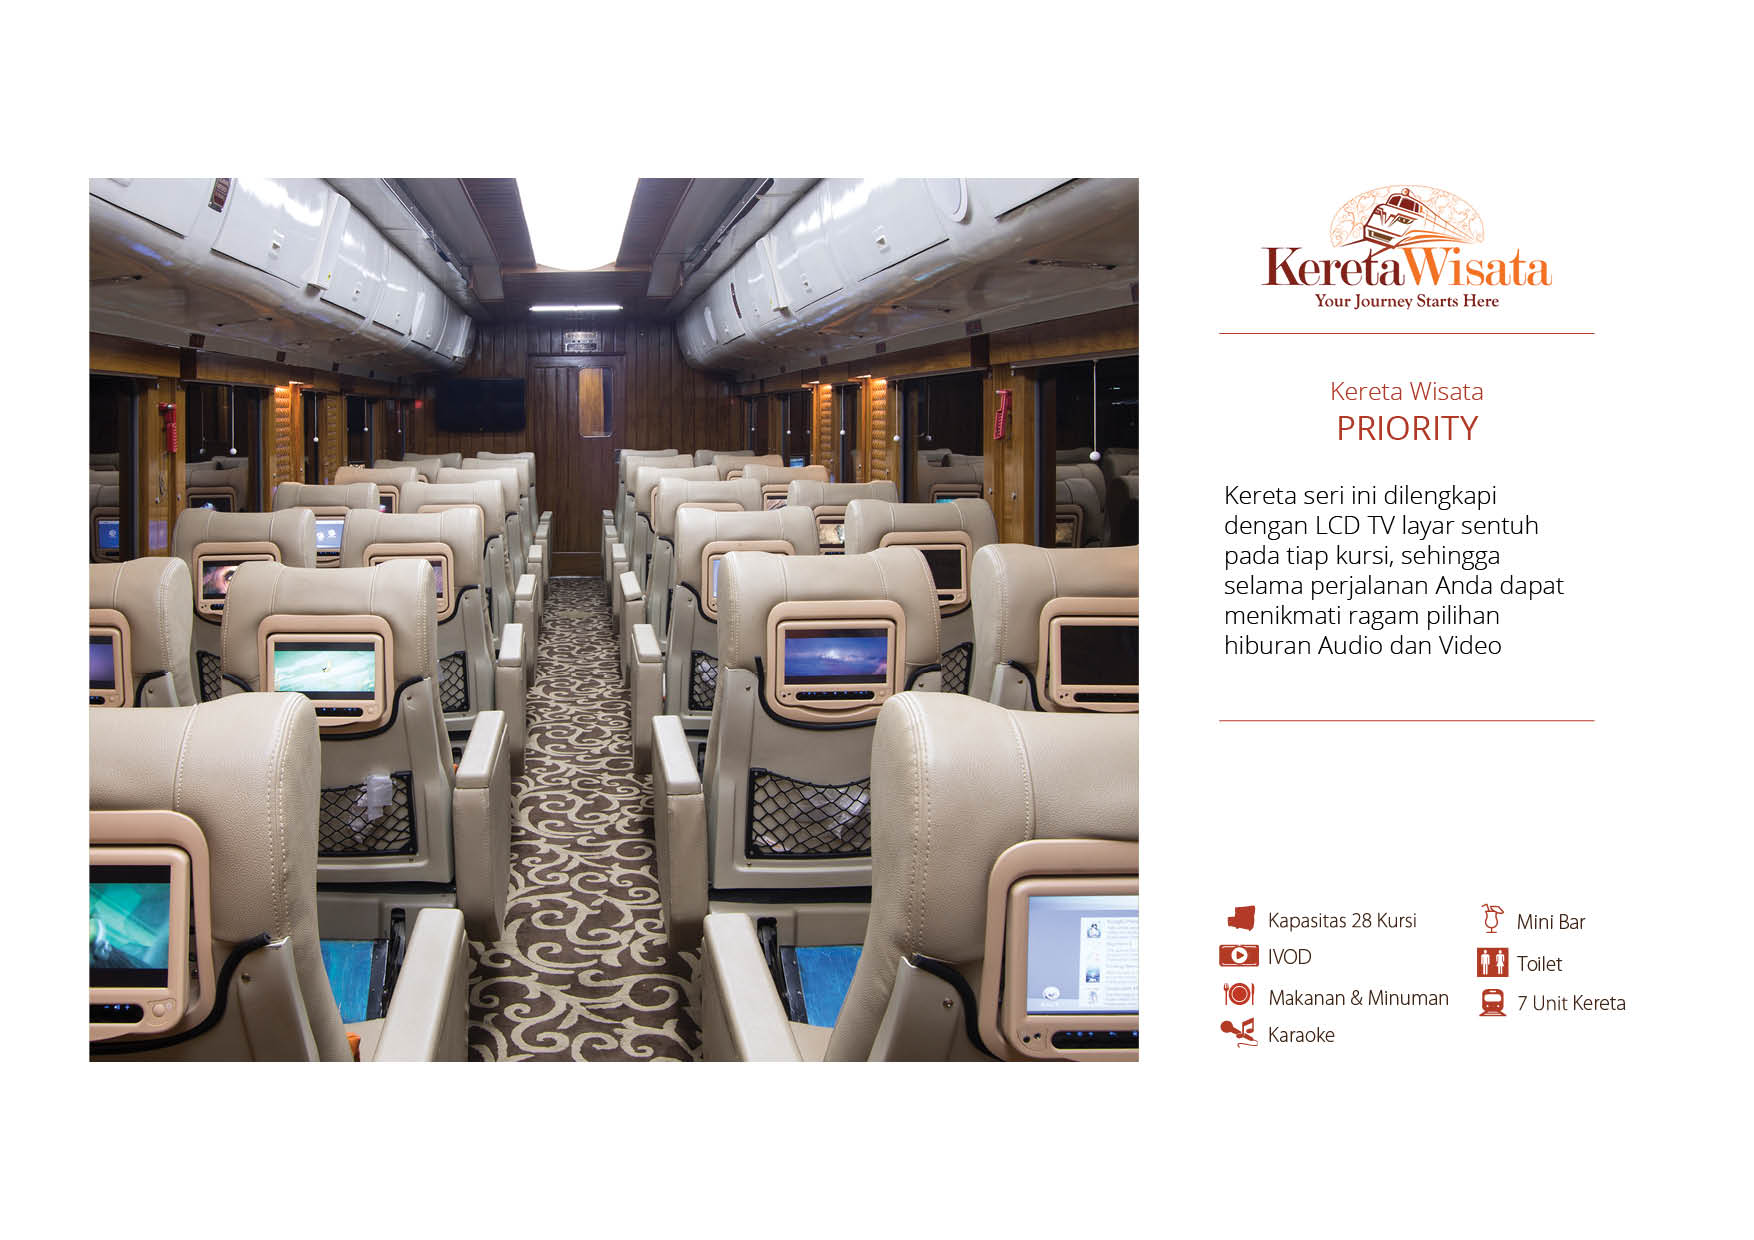 Kereta Wisata
Your Journey Starts Here
Kereta Wisata
PRIORITY
Kereta seri ini dilengkapi
dengan LCD TV layar sentuh
pada tiap kursi, sehingga
selama perjalanan Anda dapat
menikmati ragam pilihan
hiburan Audio dan Video
Kapasitas 28 Kursi
IVOD
Makanan & Minuman
Karaoke
Mini Bar
Toilet
7 Unit Kereta